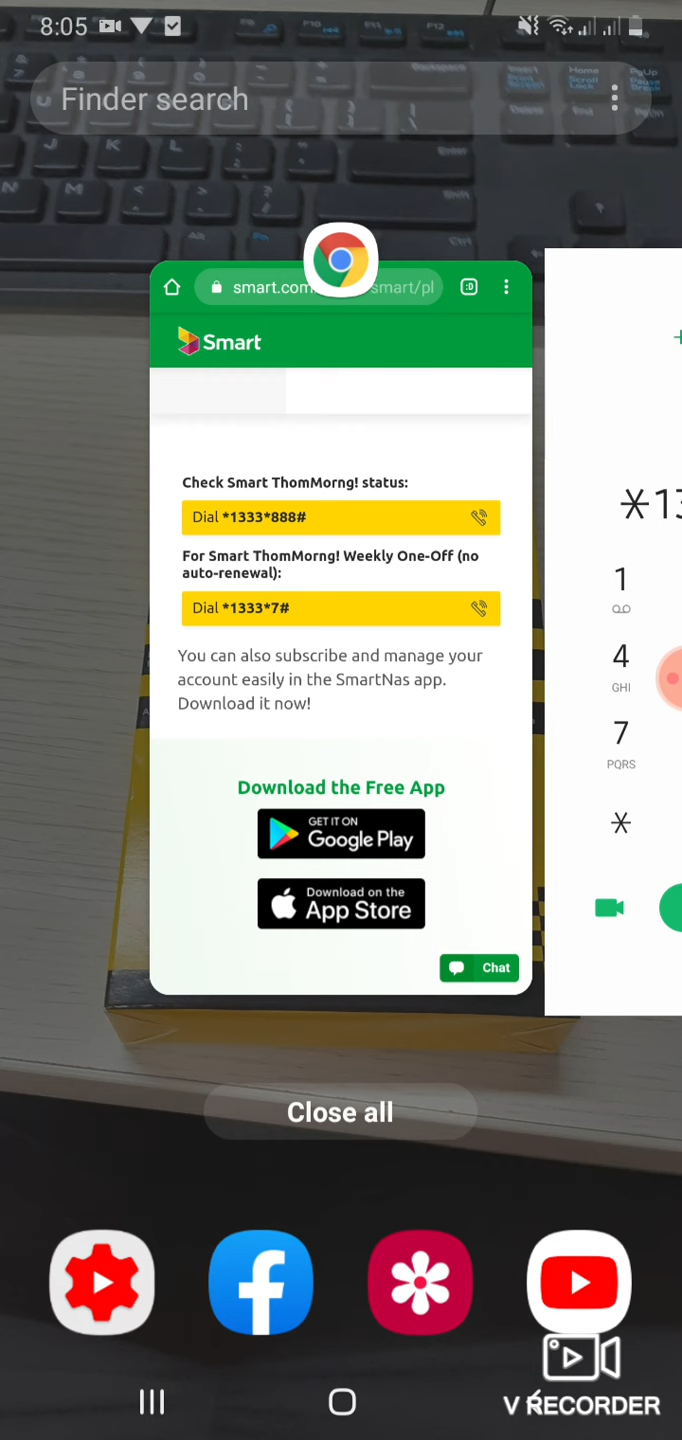 8:05
Finder search
smart.com
smart/pl
:D
Smart
Check Smart ThomMorng! status:
Dial *1333*888#
For Smart ThomMorng! Weekly One-Off (no
auto-renewal):
Dial *1333*7#
You can also subscribe and manage your
account easily in the SmartNas app.
Download it now!
Download the Free App
GET IT ON
Google Play
Download on the
App Store
Chat
+
*13
1
4
GHI
7
PQRS
*
Close all
V RECORDER